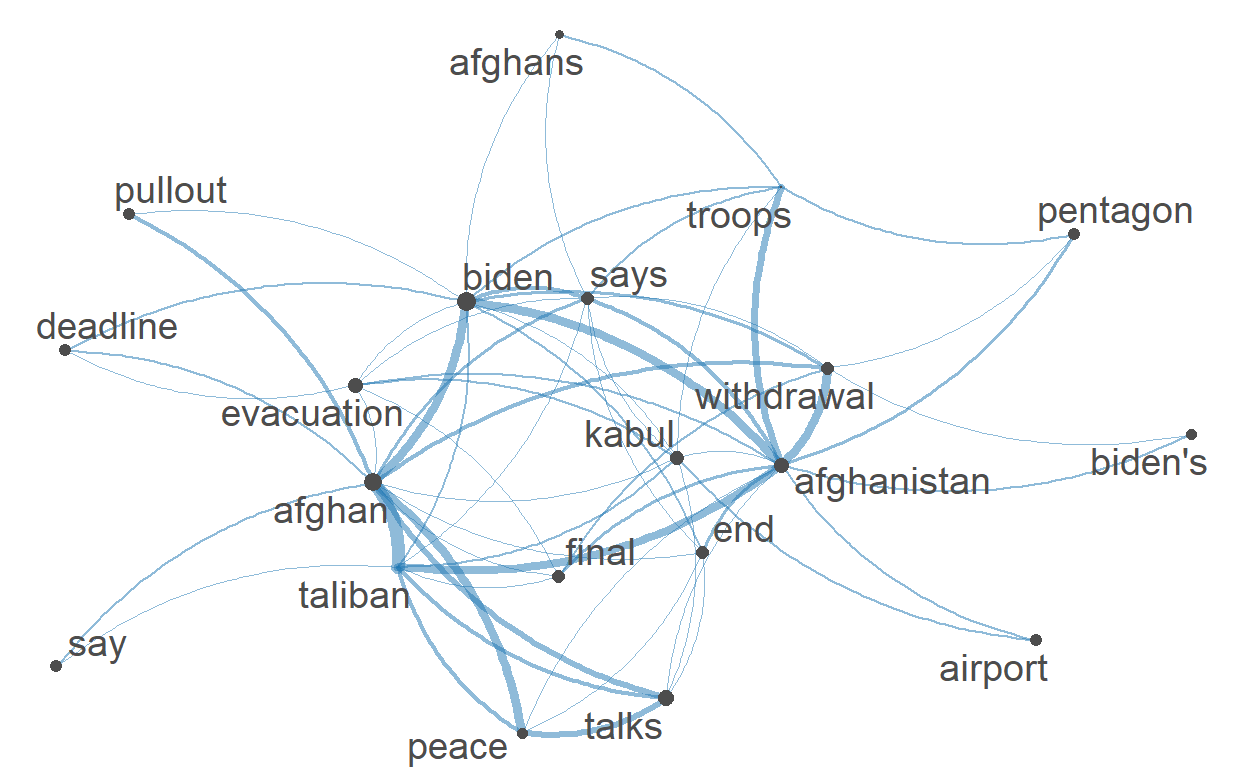 afghans
pullout
troops
pentagon
biden
says
deadline
evacuation
withdrawal
kabul
biden's
afghanistan
afghan
end
final
taliban
say
airport
talks
peace